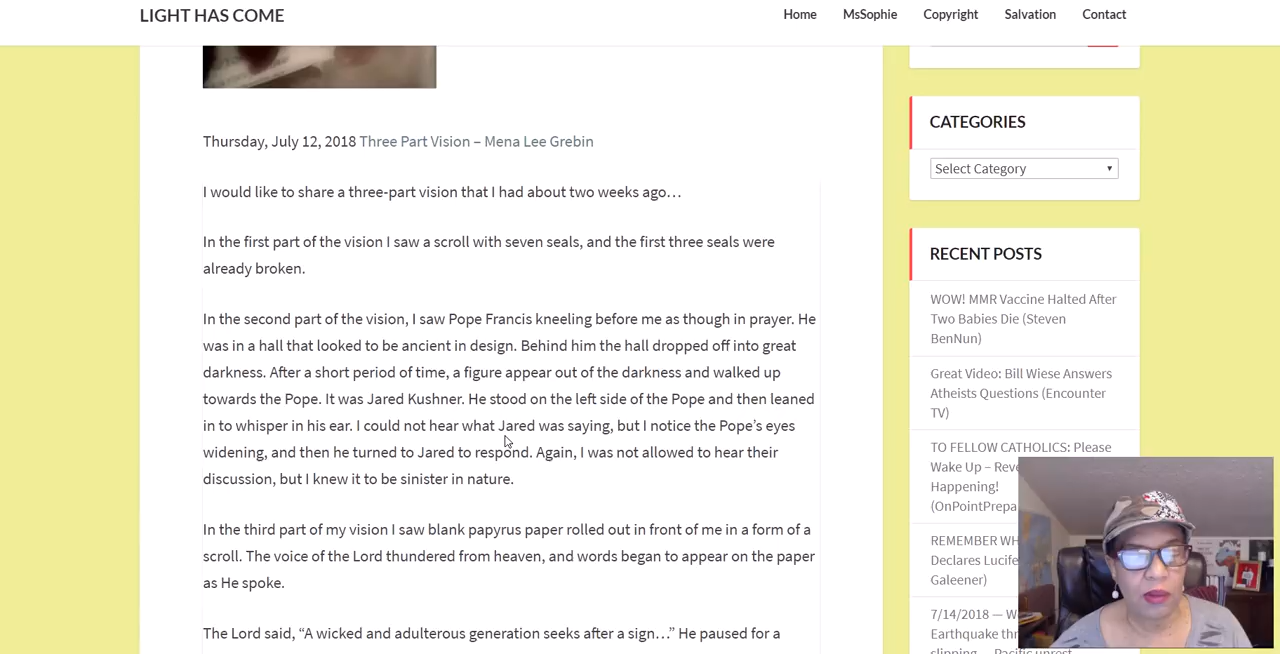 LIGHT HAS COME
Home MsSophie Copyright Salvation Contact
Thursday, July 12, 2018 Three Part Vision – Mena Lee Grebin
I would like to share a three-part vision that I had about two weeks ago…
In the first part of the vision I saw a scroll with seven seals, and the first three seals were
already broken.
In the second part of the vision, I saw Pope Francis kneeling before me as though in prayer. He
was in a hall that looked to be ancient in design. Behind him the hall dropped off into great
darkness. After a short period of time, a figure appear out of the darkness and walked up
towards the Pope. It was Jared Kushner. He stood on the left side of the Pope and then leaned
in to whisper in his ear. I could not hear what Jared was saying, but I notice the Pope’s eyes
widening, and then he turned to Jared to respond. Again, I was not allowed to hear their
discussion, but I knew it to be sinister in nature.
In the third part of my vision I saw blank papyrus paper rolled out in front of me in a form of a
scroll. The voice of the Lord thundered from heaven, and words began to appear on the paper
as He spoke.
The Lord said, “A wicked and adulterous generation seeks after a sign…” He paused for a
CATEGORIES
Select Category
RECENT POSTS
WOW! MMR Vaccine Halted After
Two Babies Die (Steven
BenNun)
Great Video: Bill Wiese Answers
Atheists Questions (Encounter
TV)
TO FELLOW CATHOLICS: Please
Wake Up – Reve
Happening!
(OnPointPrepa
REMEMBER WH
Declares Lucife
Galeener)
7/14/2018 — W
Earthquake thr
slipping — Pacific unrest